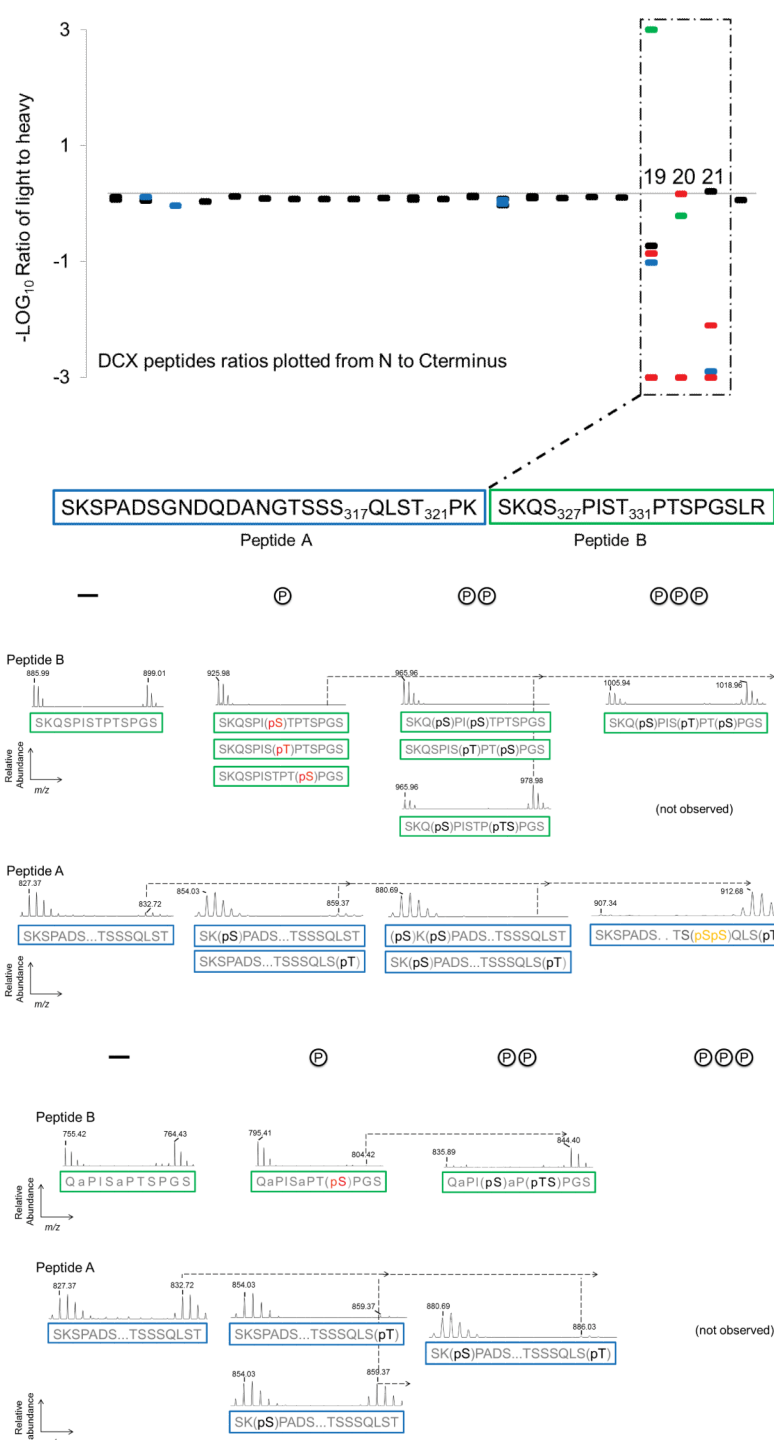 3
1
-1
-3
-LOG10 Ratio of light to heavy
19 20 21
DCX peptides ratios plotted from N to Cterminus
SKSPADSGNDQDANGTSSS317QLST321PK
SKQS327PIST331PTSPGSLR
Peptide A
Peptide B
— P PP PPP
Peptide B
885.99 899.01
SKQSPISTPTSPGS
925.98
SKQSPI(pS)TPTSPGS
SKQSPIS(pT)PTSPGS
SKQSPISTPT(pS)PGS
965.96
SKQ(pS)PI(pS)TPTSPGS
SKQSPIS(pT)PT(pS)PGS
965.96 978.98
SKQ(pS)PISTP(pTS)PGS
1005.94 1018.96
SKQ(pS)PIS(pT)PT(pS)PGS
(not observed)
Relative
Abundance
m/z
Peptide A
827.37 832.72
SKSPADS...TSSSQLST
854.03 859.37
SK(pS)PADS...TSSSQLST
SKSPADS...TSSSQLS(pT)
880.69
(pS)K(pS)PADS..TSSSQLST
SK(pS)PADS...TSSSQLS(pT)
907.34 912.68
SKSPADS. . TS(pSpS)QLS(pT
Relative
Abundance
m/z
— P PP PPP
Peptide B
755.42 764.43
QaPISaPTSPGS
795.41 804.42
QaPISaPT(pS)PGS
835.89 844.40
QaPI(pS)aP(pTS)PGS
Relative
Abundance
m/z
Peptide A
827.37 832.72
SKSPADS...TSSSQLST
854.03 859.37
SKSPADS...TSSSQLS(pT)
854.03 859.37
SK(pS)PADS...TSSSQLST
880.69 886.03
SK(pS)PADS...TSSSQLS(pT)
(not observed)
Relative
abundance